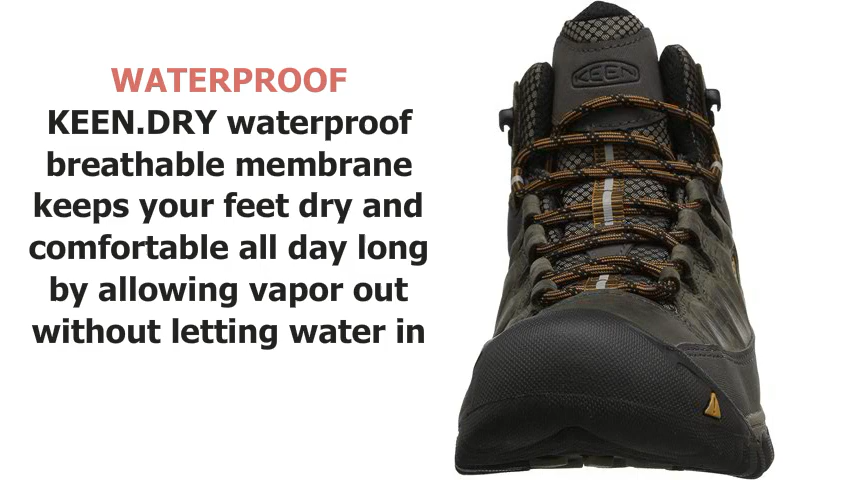 WATERPROOF
KEEN.DRY waterproof
breathable membrane
keeps your feet dry and
comfortable all day long
by allowing vapor out
without letting water in
KEEN